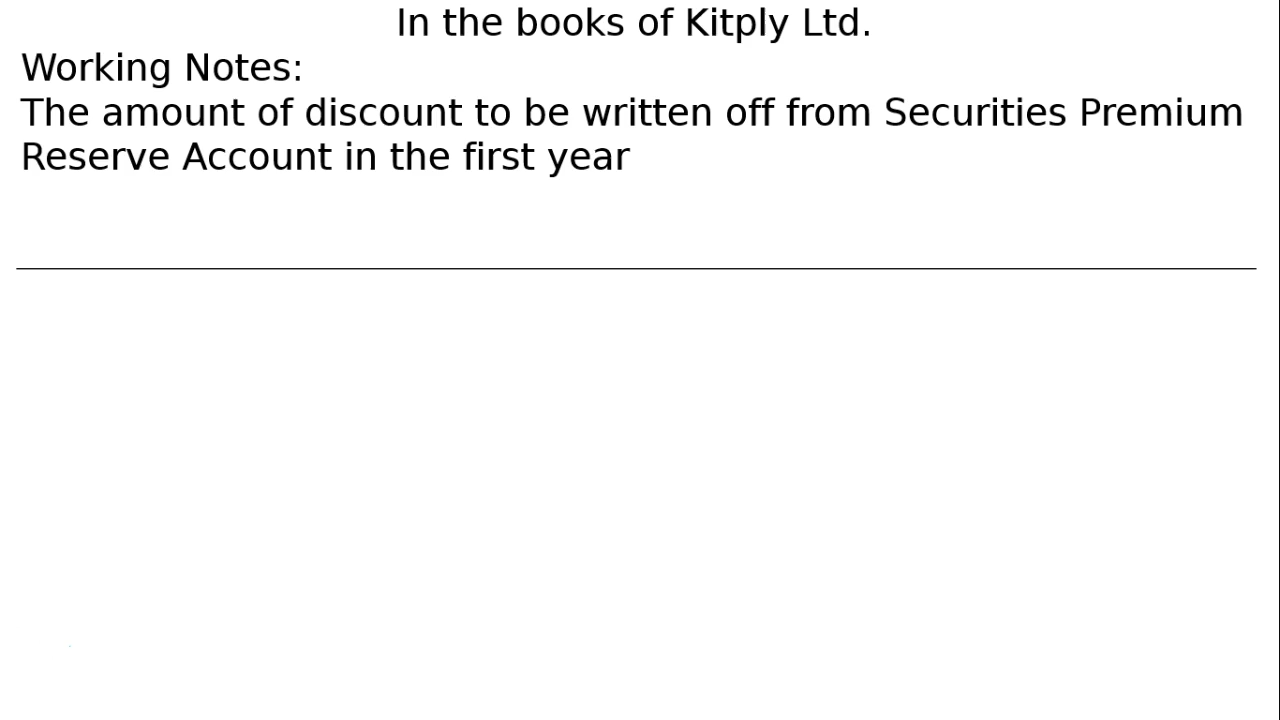 In the books of Kitply Ltd.
Working Notes:
The amount of discount to be written off from Securities Premium
Reserve Account in the first year